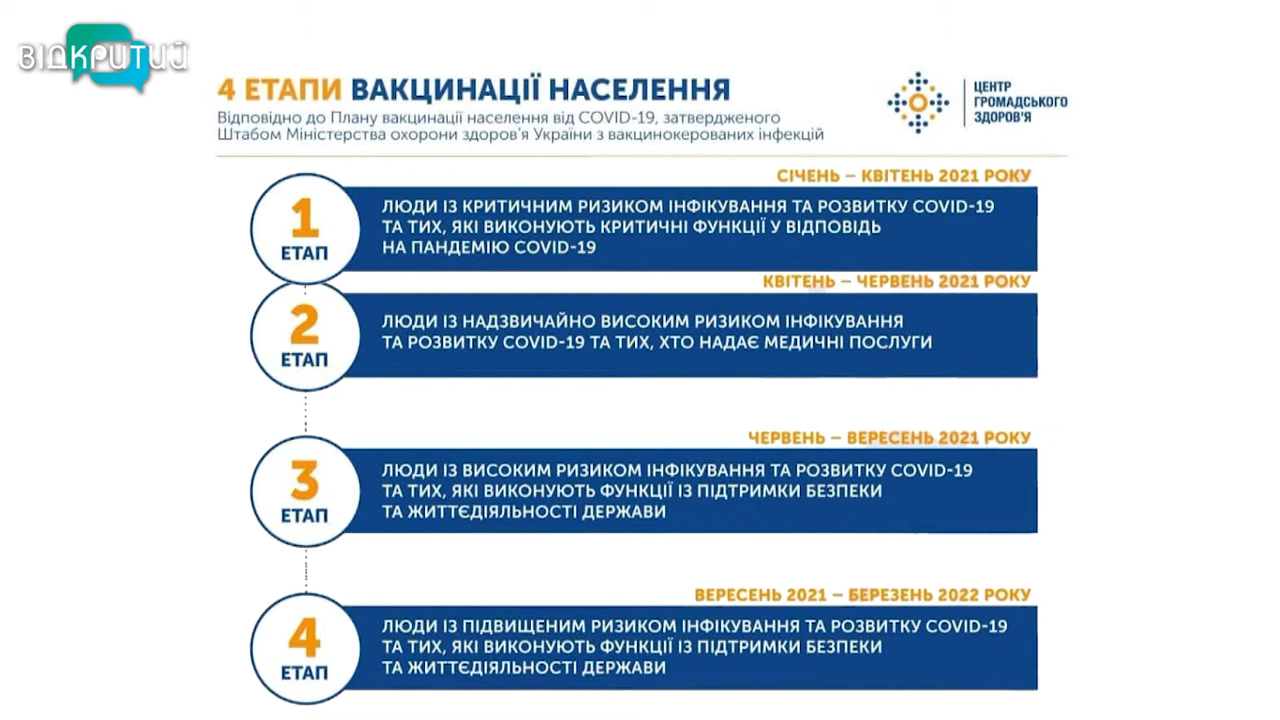 ВІДКРИТИЙ
4 ЕТАПИ ВАКЦИНАЦІЇ НАСЕЛЕННЯ
Відповідно до Плану вакцинації населення від COVID-19, затвердженого
Штабом Міністерства охорони здоров'я України з вакцинокерованих інфекцій
ЦЕНТР
ГРОМАДСЬКОГО
ЗДОРОВ'Я
СІЧЕНЬ – КВІТЕНЬ 2021 РОКУ
1
ЕТАП
ЛЮДИ ІЗ КРИТИЧНИМ РИЗИКОМ ІНФІКУВАННЯ ТА РОЗВИТКУ COVID-19
ТА ТИХ, ЯКІ ВИКОНУЮТЬ КРИТИЧНІ ФУНКЦІЇ У ВІДПОВІДЬ
НА ПАНДЕМІЮ COVID-19
КВІТЕНЬ – ЧЕРВЕНЬ 2021 РОКУ
2
ЕТАП
ЛЮДИ ІЗ НАДЗВИЧАЙНО ВИСОКИМ РИЗИКОМ ІНФІКУВАННЯ
ТА РОЗВИТКУ COVID-19 ТА ТИХ, ХТО НАДАЄ МЕДИЧНІ ПОСЛУГИ
ЧЕРВЕНЬ – ВЕРЕСЕНЬ 2021 РОКУ
3
ЕТАП
ЛЮДИ ІЗ ВИСОКИМ РИЗИКОМ ІНФІКУВАННЯ ТА РОЗВИТКУ COVID-19
ТА ТИХ, ЯКІ ВИКОНУЮТЬ ФУНКЦІЇ ІЗ ПІДТРИМКИ БЕЗПЕКИ
ТА ЖИТТЄДІЯЛЬНОСТІ ДЕРЖАВИ
ВЕРЕСЕНЬ 2021 – БЕРЕЗЕНЬ 2022 РОКУ
4
ЕТАП
ЛЮДИ ІЗ ПІДВИЩЕНИМ РИЗИКОМ ІНФІКУВАННЯ ТА РОЗВИТКУ COVID-19
ТА ТИХ, ЯКІ ВИКОНУЮТЬ ФУНКЦІЇ ІЗ ПІДТРИМКИ БЕЗПЕКИ
ТА ЖИТТЄДІЯЛЬНОСТІ ДЕРЖАВИ